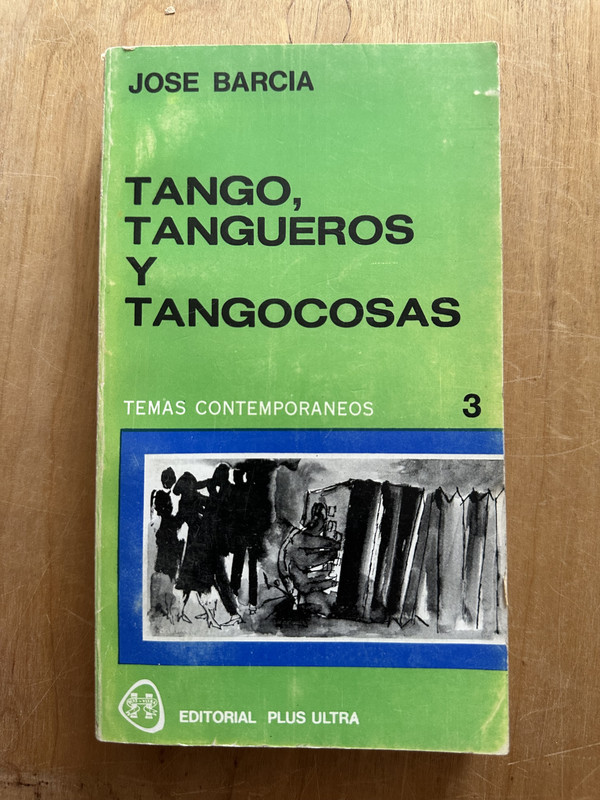 JOSE BARCIA
TANGO,
TANGUEROS
Y
TANGOCOSAS
TEMAS CONTEMPORANEOS 3
EDITORIAL PLUS ULTRA